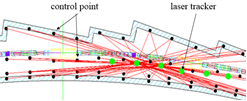 control point
laser tracker